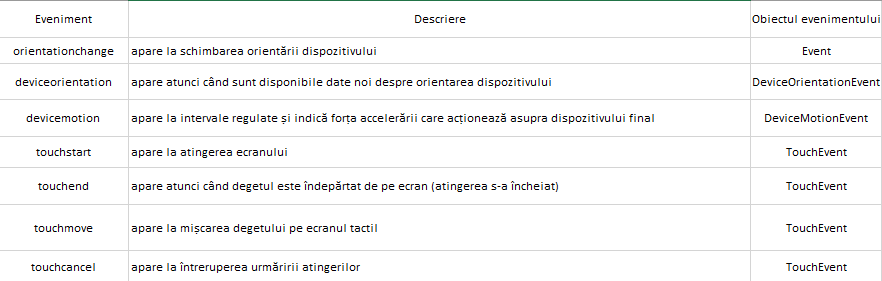 Eveniment Descriere Obiectul evenimentului
orientationchange apare la schimbarea orientării dispozitivului Event
deviceorientation apare atunci când sunt disponibile date noi despre orientarea dispozitivului DeviceOrientationEvent
devicemotion apare la intervale regulate și indică forța accelerării care acționează asupra dispozitivului final DeviceMotionEvent
touchstart apare la atingerea ecranului TouchEvent
touchend apare atunci când degetul este îndepărtat de pe ecran (atingerea s-a încheiat) TouchEvent
touchmove apare la mișcarea degetului pe ecranul tactil TouchEvent
touchcancel apare la întreruperea urmăririi atingerilor TouchEvent